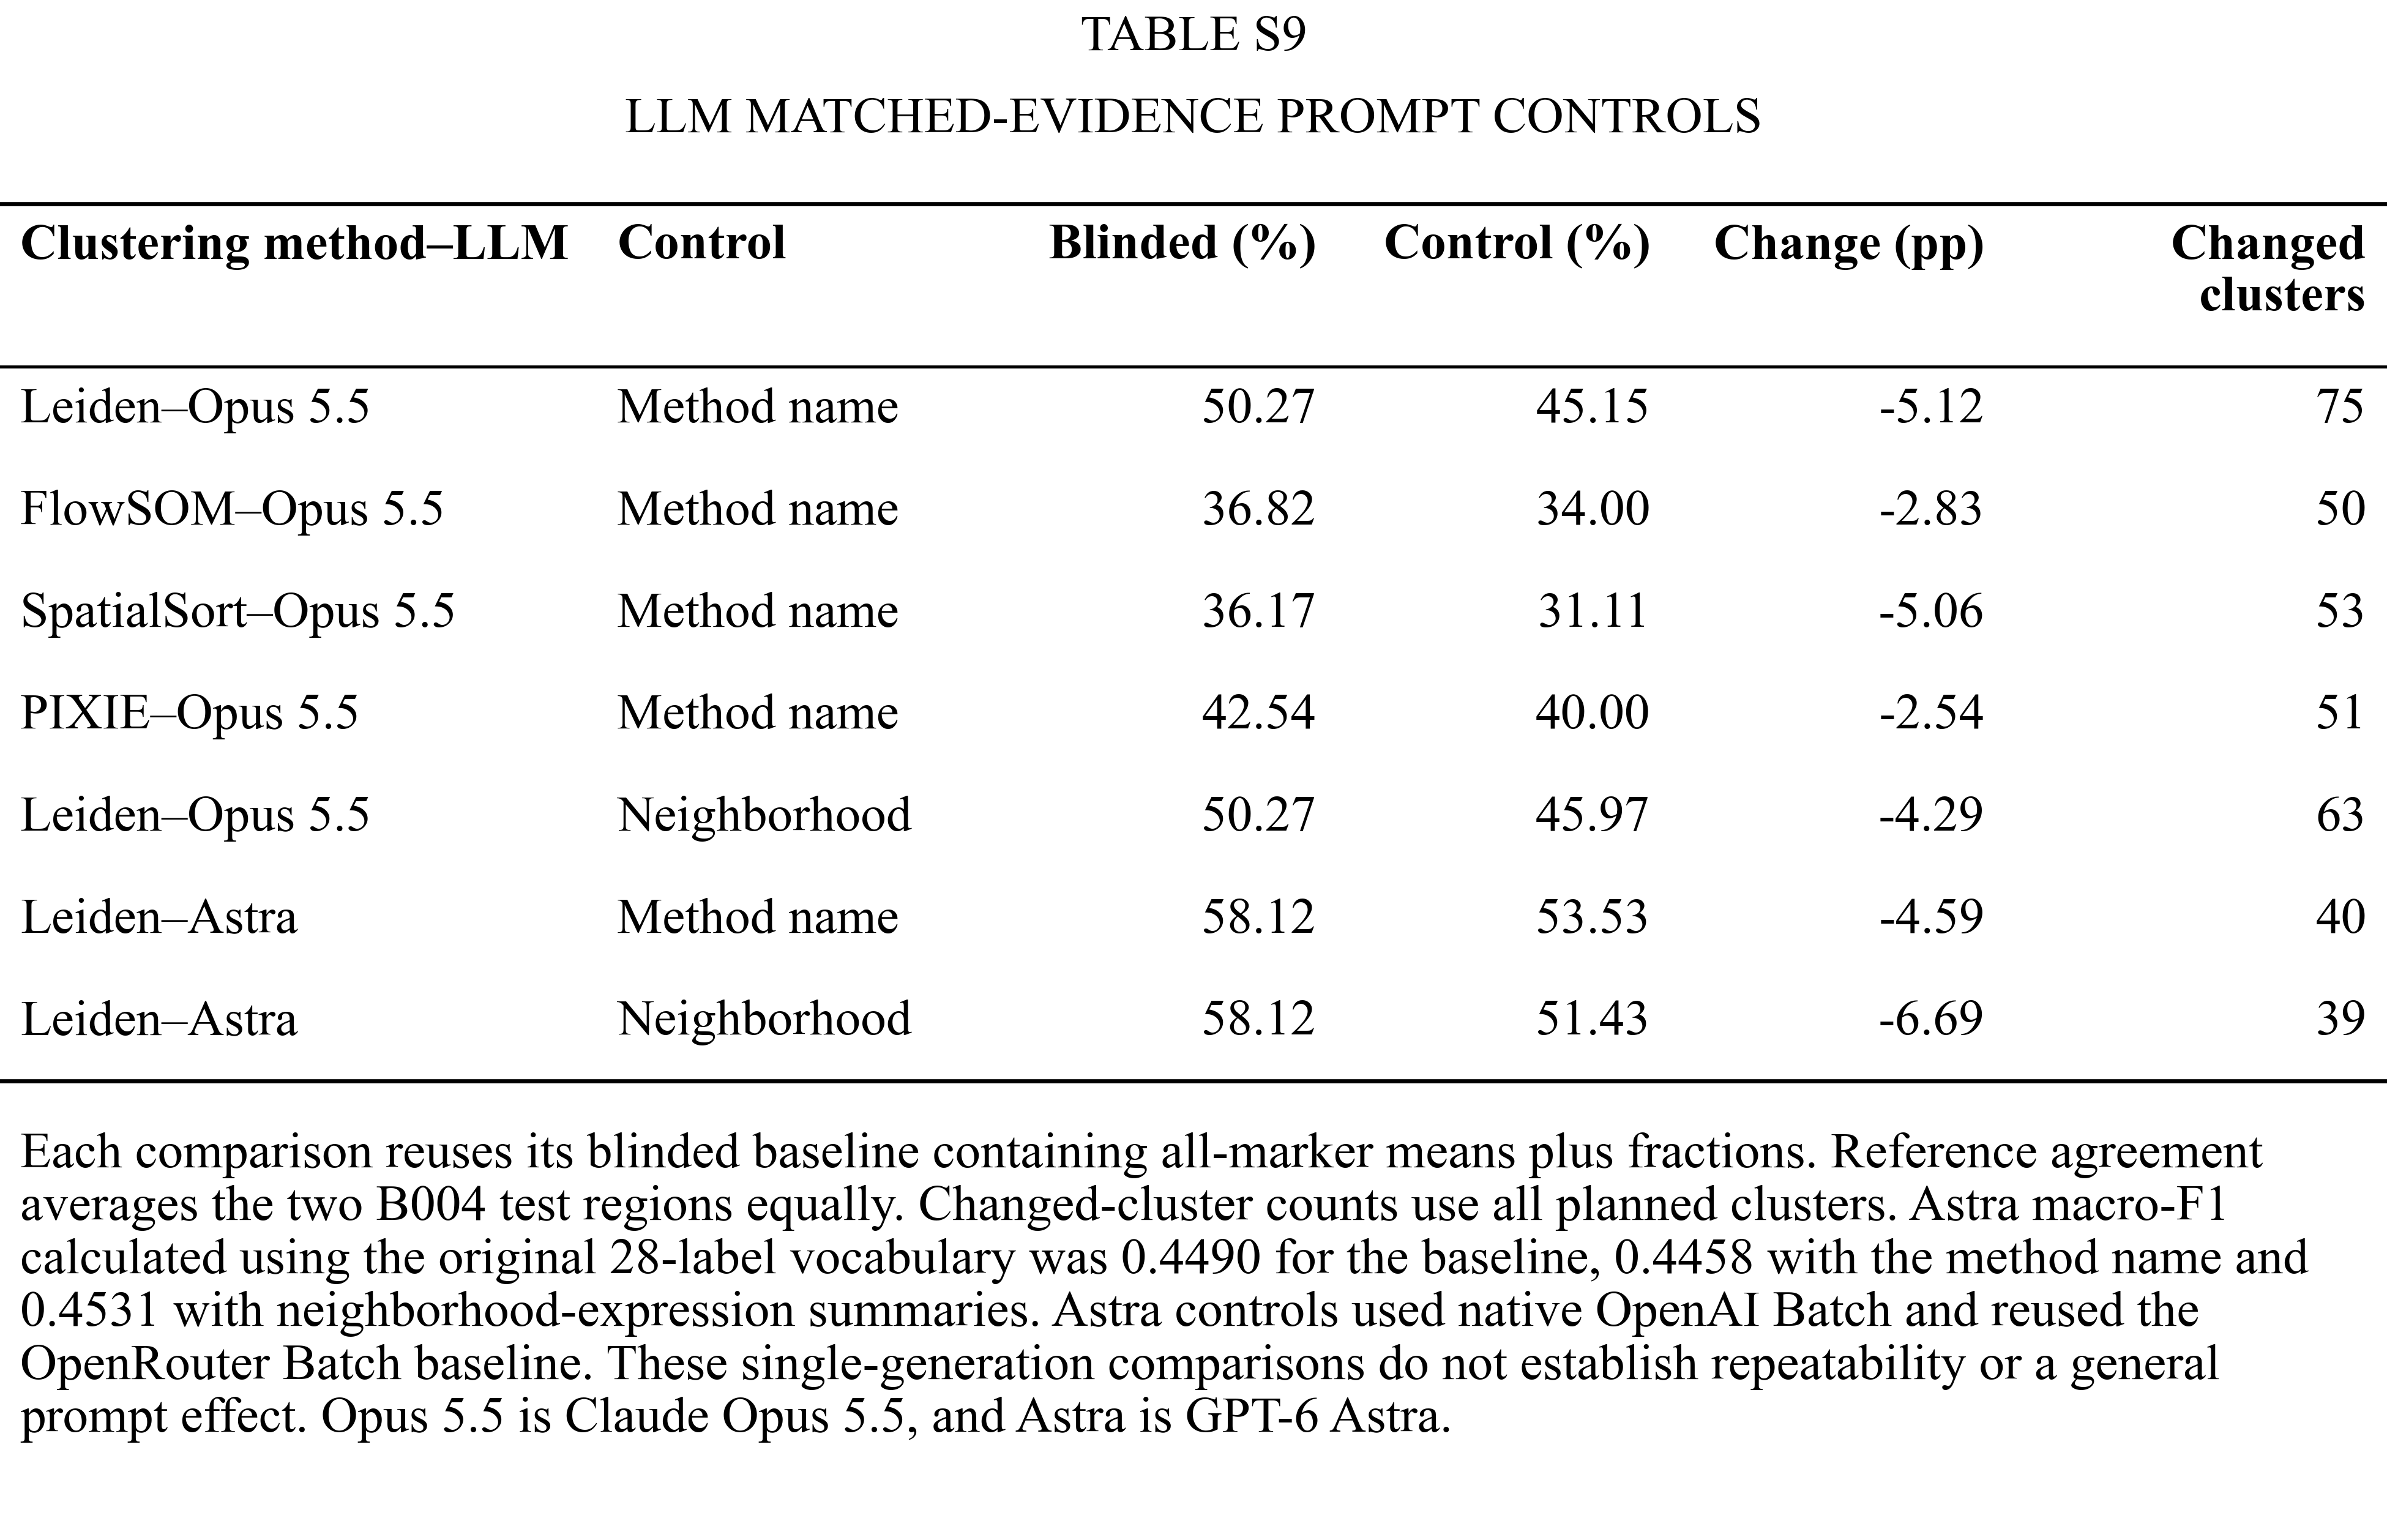 TABLE S9
LLM MATCHED-EVIDENCE PROMPT CONTROLS
Clustering method–LLM Control Blinded (%) Control (%) Change (pp) Changed clusters
Leiden–Opus 5.5 Method name 50.27 45.15 -5.12 75
FlowSOM–Opus 5.5 Method name 36.82 34.00 -2.83 50
SpatialSort–Opus 5.5 Method name 36.17 31.11 -5.06 53
PIXIE–Opus 5.5 Method name 42.54 40.00 -2.54 51
Leiden–Opus 5.5 Neighborhood 50.27 45.97 -4.29 63
Leiden–Astra Method name 58.12 53.53 -4.59 40
Leiden–Astra Neighborhood 58.12 51.43 -6.69 39
Each comparison reuses its blinded baseline containing all-marker means plus fractions. Reference agreement
averages the two B004 test regions equally. Changed-cluster counts use all planned clusters. Astra macro-F1
calculated using the original 28-label vocabulary was 0.4490 for the baseline, 0.4458 with the method name and
0.4531 with neighborhood-expression summaries. Astra controls used native OpenAI Batch and reused the
OpenRouter Batch baseline. These single-generation comparisons do not establish repeatability or a general
prompt effect. Opus 5.5 is Claude Opus 5.5, and Astra is GPT-6 Astra.